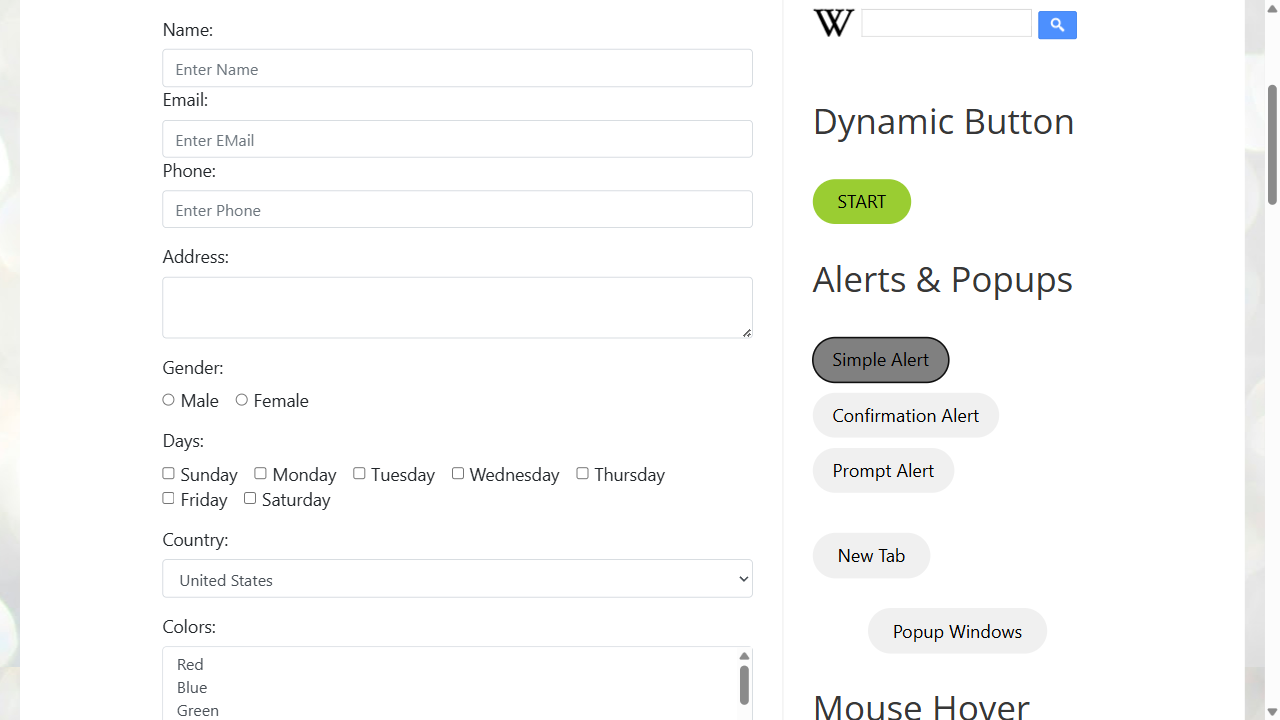 Name:
Enter Name
Email:
Enter EMail
Phone:
Enter Phone
Address:
Gender:
Male Female
Days:
Sunday Monday Tuesday Wednesday Thursday
Friday Saturday
Country:
United States
Colors:
Red
Blue
Green
W
Dynamic Button
START
Alerts & Popups
Simple Alert
Confirmation Alert
Prompt Alert
New Tab
Popup Windows
Mouse Hover